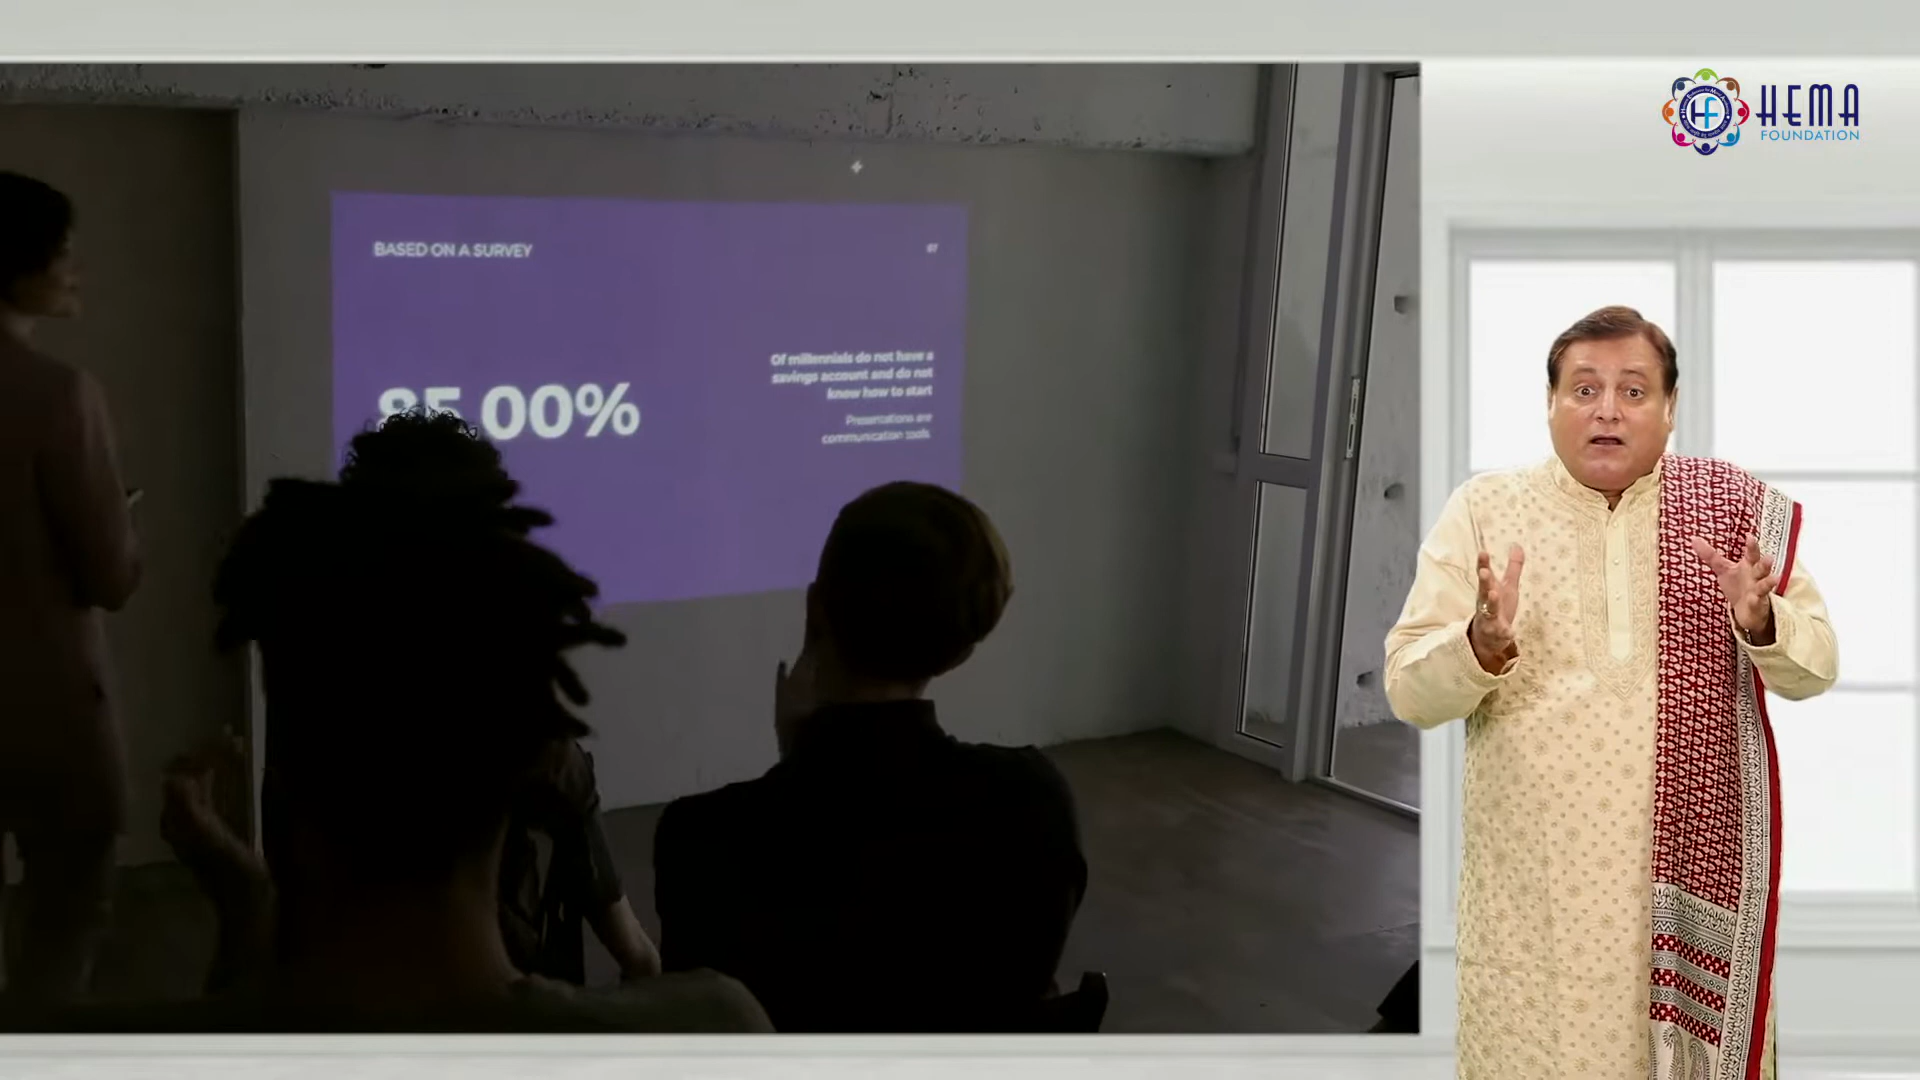 HEMA
FOUNDATION
BASED ON A SURVEY
67
85.00%
Of millennials do not have a
savings account and do not
know how to start
Presentations are
communication tools.